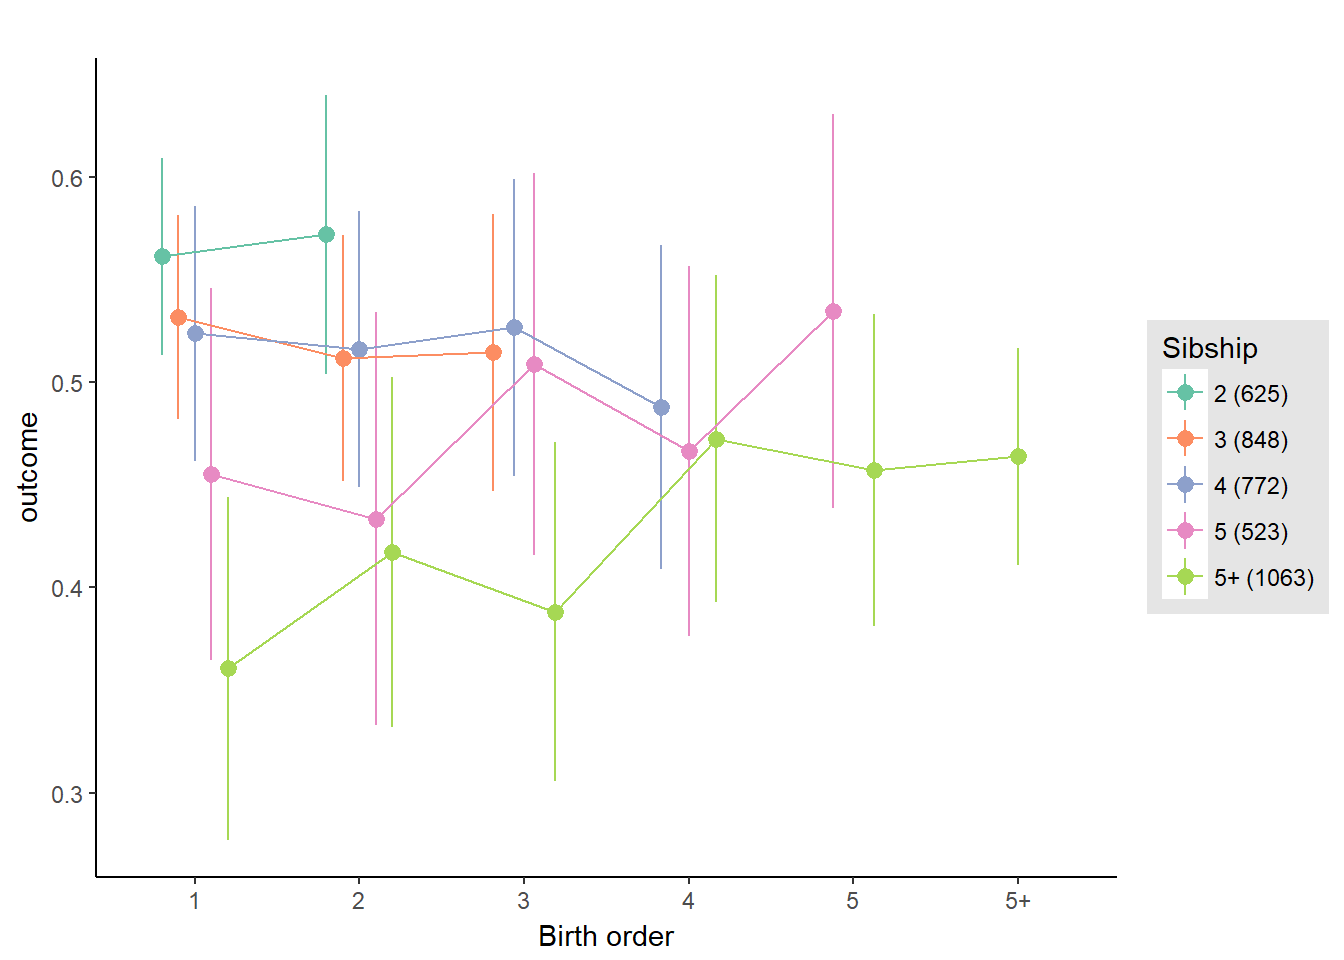 0.6
0.5
0.4
0.3
outcome
1 2 3 4 5 5+
Birth order
Sibship
2 (625)
3 (848)
4 (772)
5 (523)
5+ (1063)